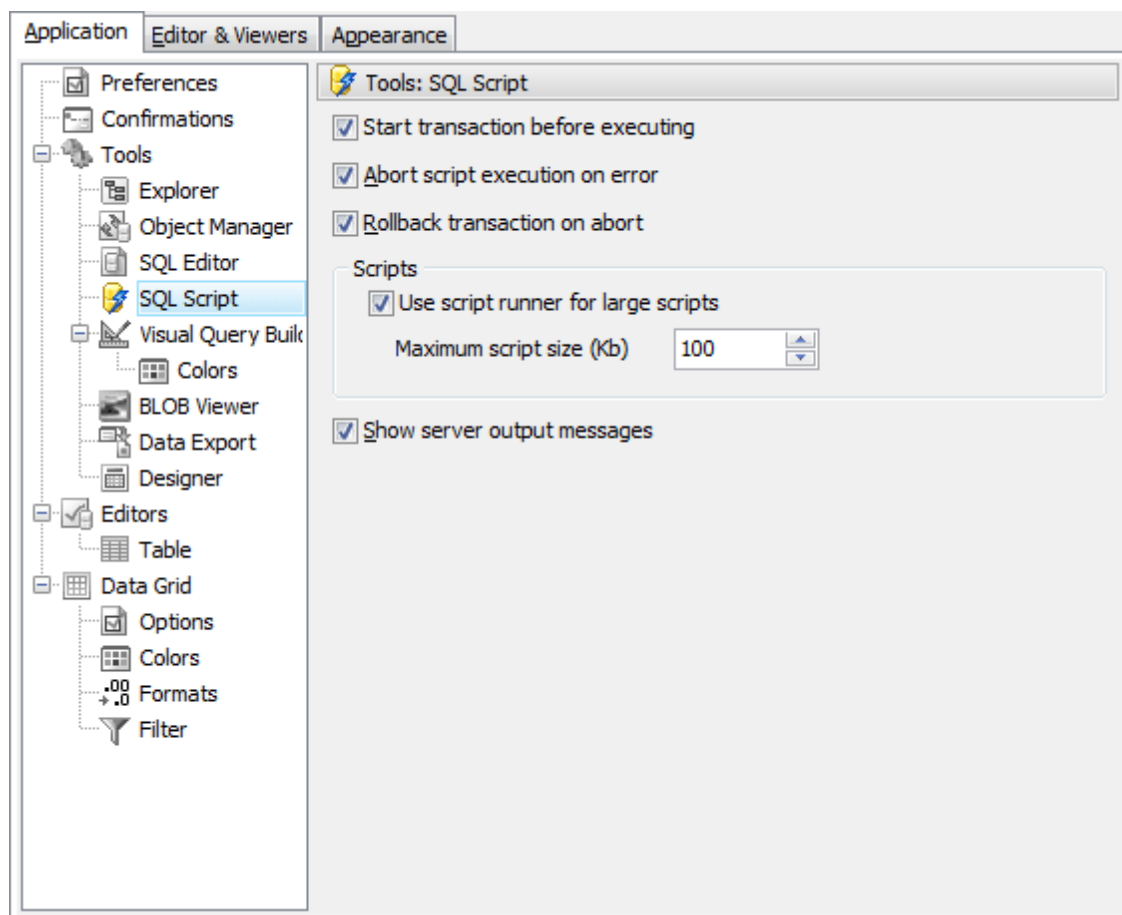 Application
Editor & Viewers
Appearance
Preferences
Confirmations
Tools
Explorer
Object Manager
SQL Editor
SQL Script
Visual Query Buil
Colors
BLOB Viewer
Data Export
Designer
Editors
Table
Data Grid
Options
Colors
Formats
Filter
Tools: SQL Script
Start transaction before executing
Abort script execution on error
Rollback transaction on abort
Scripts
Use script runner for large scripts
Maximum script size (Kb) 100
Show server output messages